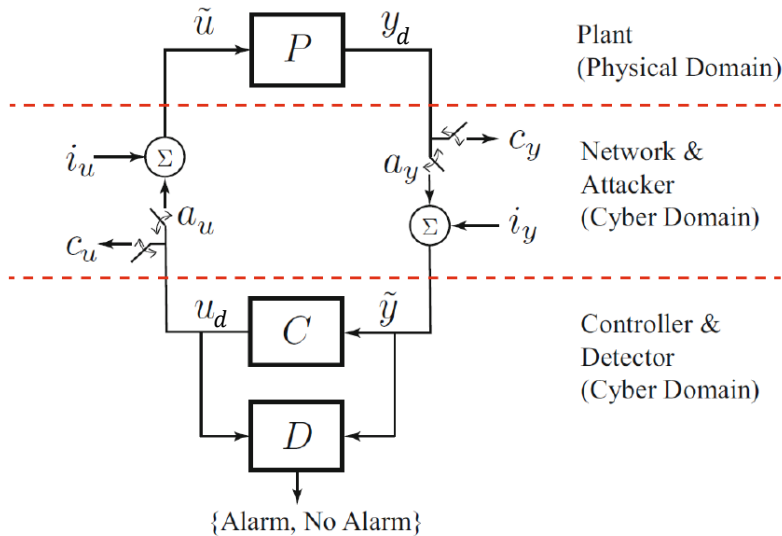 ũ
P
y_d
Plant
(Physical Domain)
i_u
Σ
c_y
a_y
Network &
Attacker
(Cyber Domain)
a_u
Σ
i_y
c_u
u_d
C
ỹ
Controller &
Detector
(Cyber Domain)
D
{Alarm, No Alarm}